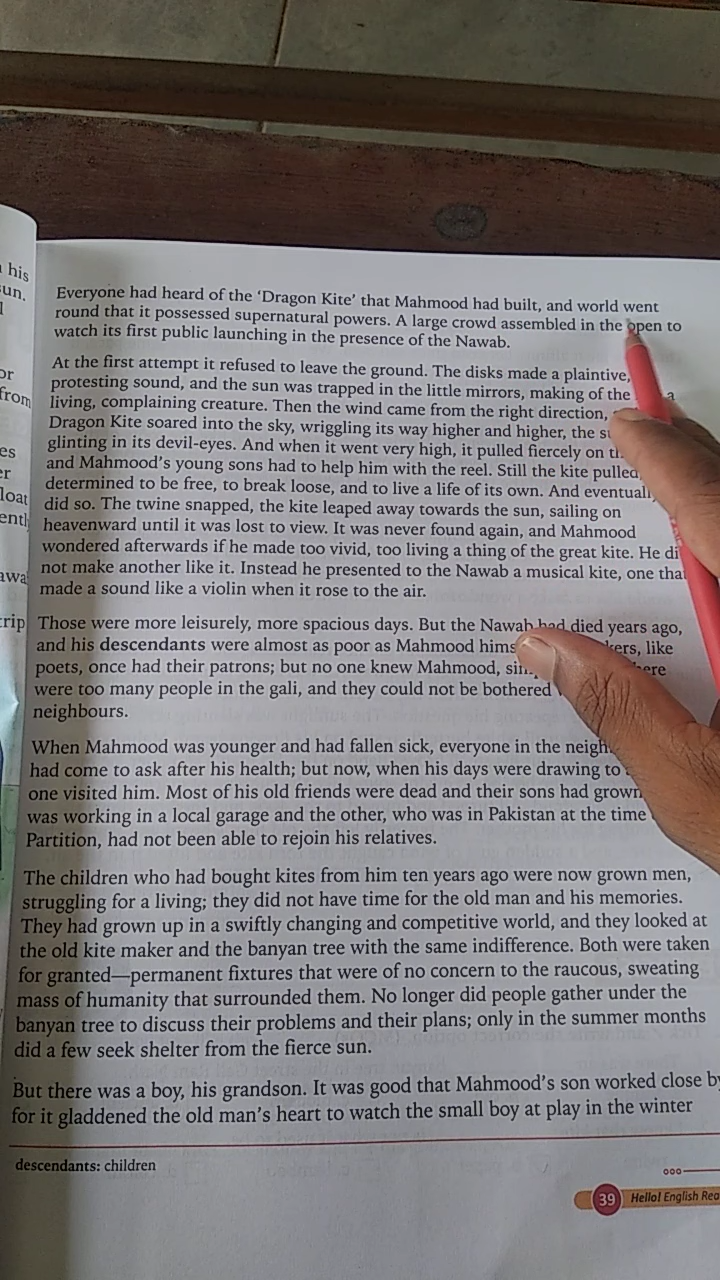 his
sun.
Everyone had heard of the 'Dragon Kite' that Mahmood had built, and world went
round that it possessed supernatural powers. A large crowd assembled in the open to
watch its first public launching in the presence of the Nawab.
or
from
At the first attempt it refused to leave the ground. The disks made a plaintive,
protesting sound, and the sun was trapped in the little mirrors, making of the a
living, complaining creature. Then the wind came from the right direction,
Dragon Kite soared into the sky, wriggling its way higher and higher, the
glinting in its devil-eyes. And when it went very high, it pulled fiercely on
and Mahmood's young sons had to help him with the reel. Still the kite pulled,
determined to be free, to break loose, and to live a life of its own. And
did so. The twine snapped, the kite leaped away towards the sun, sailing on
heavenward until it was lost to view. It was never found again, and Mahmood
wondered afterwards if he made too vivid, too living a thing of the great kite. He
not make another like it. Instead he presented to the Nawab a musical kite, one
made a sound like a violin when it rose to the air.
Those were more leisurely, more spacious days. But the Nawab had died years ago,
and his descendants were almost as poor as Mahmood like
poets, once had their patrons; but no one knew Mahmood,
were too many people in the gali, and they could not be bothered
neighbours.
When Mahmood was younger and had fallen sick, everyone in the
had come to ask after his health; but now, when his days were drawing to
one visited him. Most of his old friends were dead and their sons had grown
was working in a local garage and the other, who was in Pakistan at the time
Partition, had not been able to rejoin his relatives.
The children who had bought kites from him ten years ago were now grown men,
struggling for a living; they did not have time for the old man and his memories.
They had grown up in a swiftly changing and competitive world, and they looked at
the old kite maker and the banyan tree with the same indifference. Both were taken
for granted—permanent fixtures that were of no concern to the raucous, sweating
mass of humanity that surrounded them. No longer did people gather under the
banyan tree to discuss their problems and their plans; only in the summer months
did a few seek shelter from the fierce sun.
But there was a boy, his grandson. It was good that Mahmood's son worked close
for it gladdened the old man's heart to watch the small boy at play in the winter
descendants: children
39 Hello! English